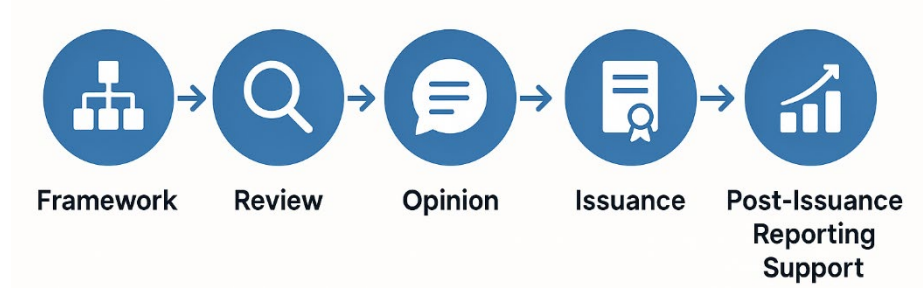 Framework
Review
Opinion
Issuance
Post-Issuance
Reporting
Support